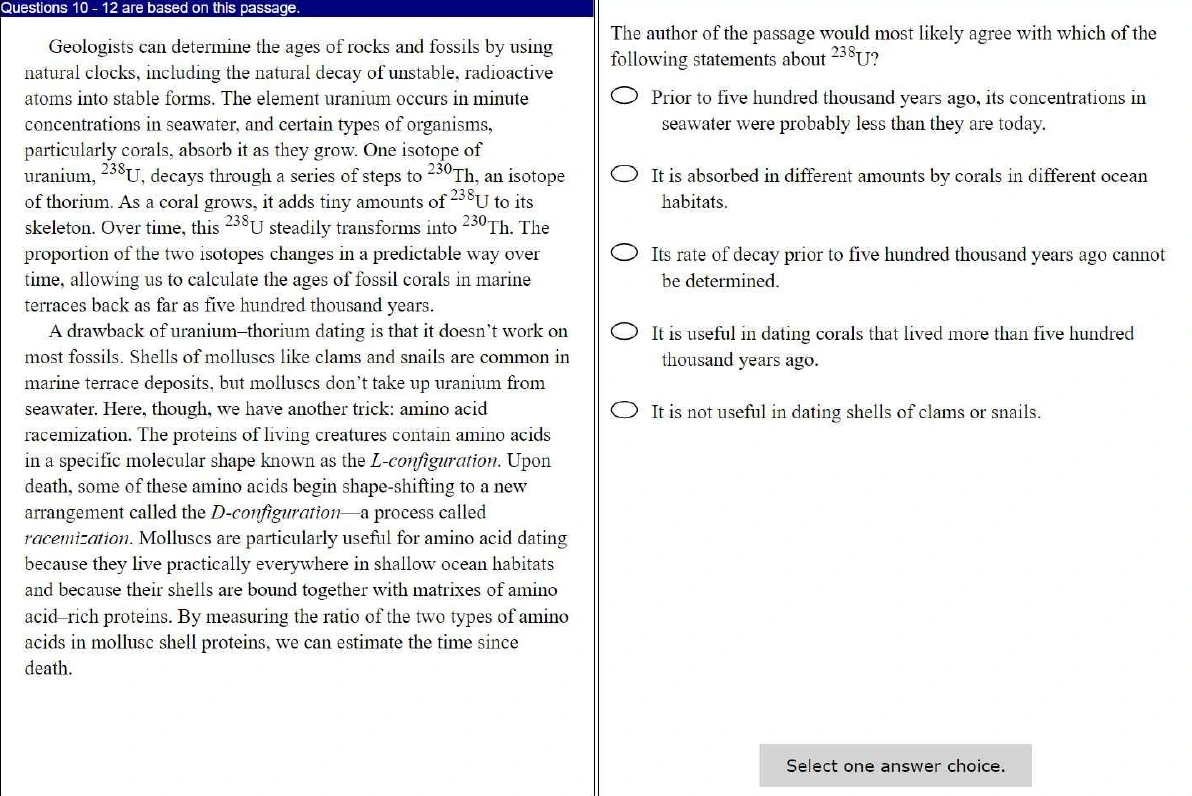 Questions 10 - 12 are based on this passage.
Geologists can determine the ages of rocks and fossils by using
natural clocks, including the natural decay of unstable, radioactive
atoms into stable forms. The element uranium occurs in minute
concentrations in seawater, and certain types of organisms,
particularly corals, absorb it as they grow. One isotope of
uranium, ²³⁸U, decays through a series of steps to ²³⁰Th, an isotope
of thorium. As a coral grows, it adds tiny amounts of ²³⁸U to its
skeleton. Over time, this ²³⁸U steadily transforms into ²³⁰Th. The
proportion of the two isotopes changes in a predictable way over
time, allowing us to calculate the ages of fossil corals in marine
terraces back as far as five hundred thousand years.
A drawback of uranium–thorium dating is that it doesn't work on
most fossils. Shells of molluscs like clams and snails are common in
marine terrace deposits, but molluscs don't take up uranium from
seawater. Here, though, we have another trick: amino acid
racemization. The proteins of living creatures contain amino acids
in a specific molecular shape known as the L-configuration. Upon
death, some of these amino acids begin shape-shifting to a new
arrangement called the D-configuration—a process called
racemization. Molluscs are particularly useful for amino acid dating
because they live practically everywhere in shallow ocean habitats
and because their shells are bound together with matrixes of amino
acid–rich proteins. By measuring the ratio of the two types of amino
acids in mollusc shell proteins, we can estimate the time since
death.
The author of the passage would most likely agree with which of the
following statements about ²³⁸U?
Prior to five hundred thousand years ago, its concentrations in
seawater were probably less than they are today.
It is absorbed in different amounts by corals in different ocean
habitats.
Its rate of decay prior to five hundred thousand years ago cannot
be determined.
It is useful in dating corals that lived more than five hundred
thousand years ago.
It is not useful in dating shells of clams or snails.
Select one answer choice.